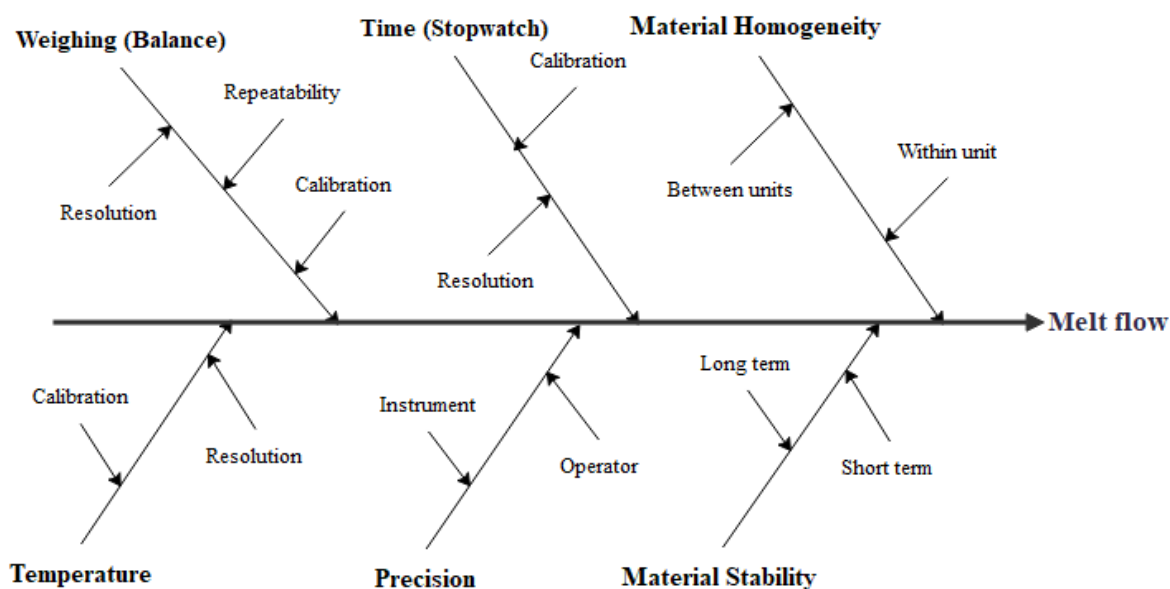 Weighing (Balance)
Time (Stopwatch)
Material Homogeneity
Calibration
Repeatability
Within unit
Calibration
Between units
Resolution
Resolution
Melt flow
Long term
Calibration
Instrument
Resolution
Operator
Short term
Temperature
Precision
Material Stability